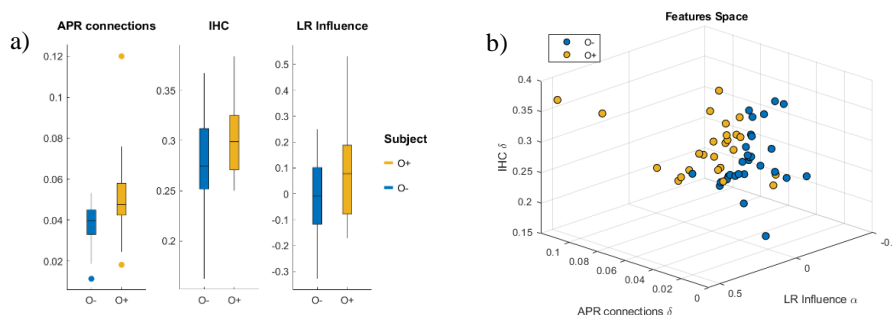 a)
APR connections
IHC
LR Influence
0.12
0.1
0.08
0.06
0.04
0.02
O- O+
0.35
0.3
0.25
0.2
O- O+
0.5
0.4
0.3
0.2
0.1
0
-0.1
-0.2
-0.3
O- O+
Subject
O+
O-
b)
Features Space
O-
O+
IHC δ
0.4
0.35
0.3
0.25
0.2
0.15
0.1
0.08
0.06
0.04
0.02
0
APR connections δ
0.5
0
LR Influence α